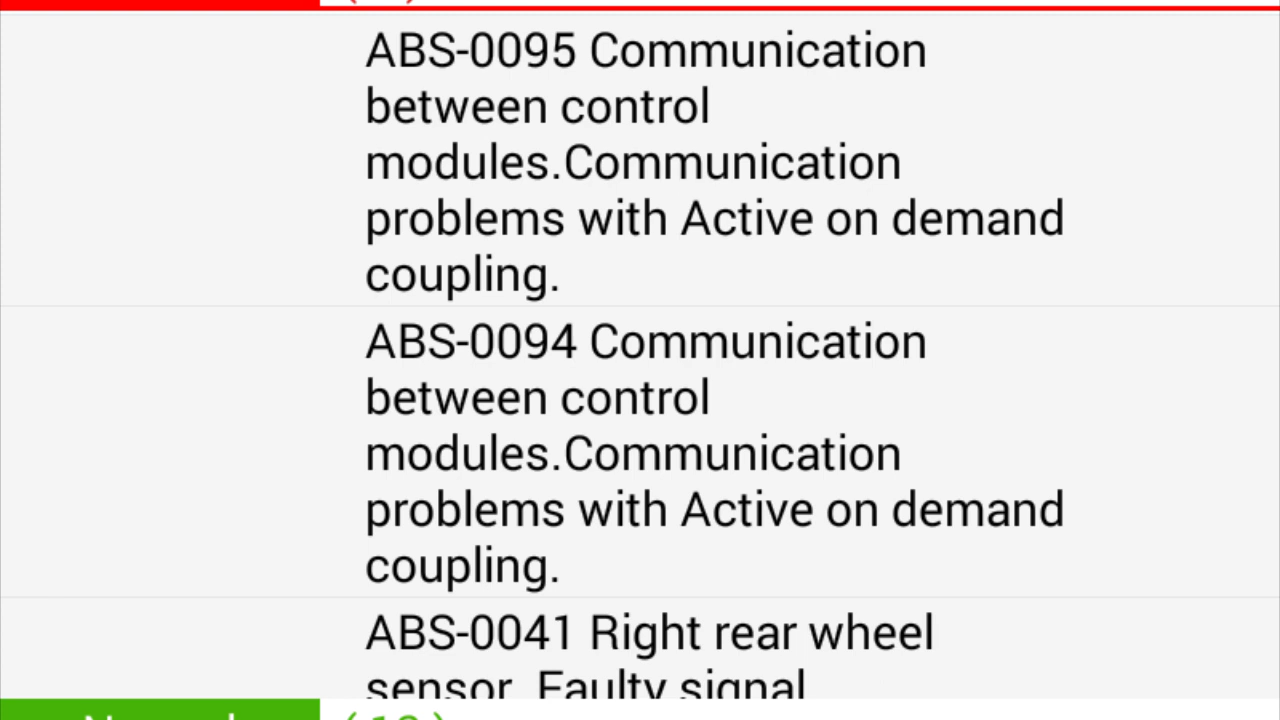 ABS-0095 Communication
between control
modules.Communication
problems with Active on demand
coupling.
ABS-0094 Communication
between control
modules.Communication
problems with Active on demand
coupling.
ABS-0041 Right rear wheel
sensor. Faulty signal